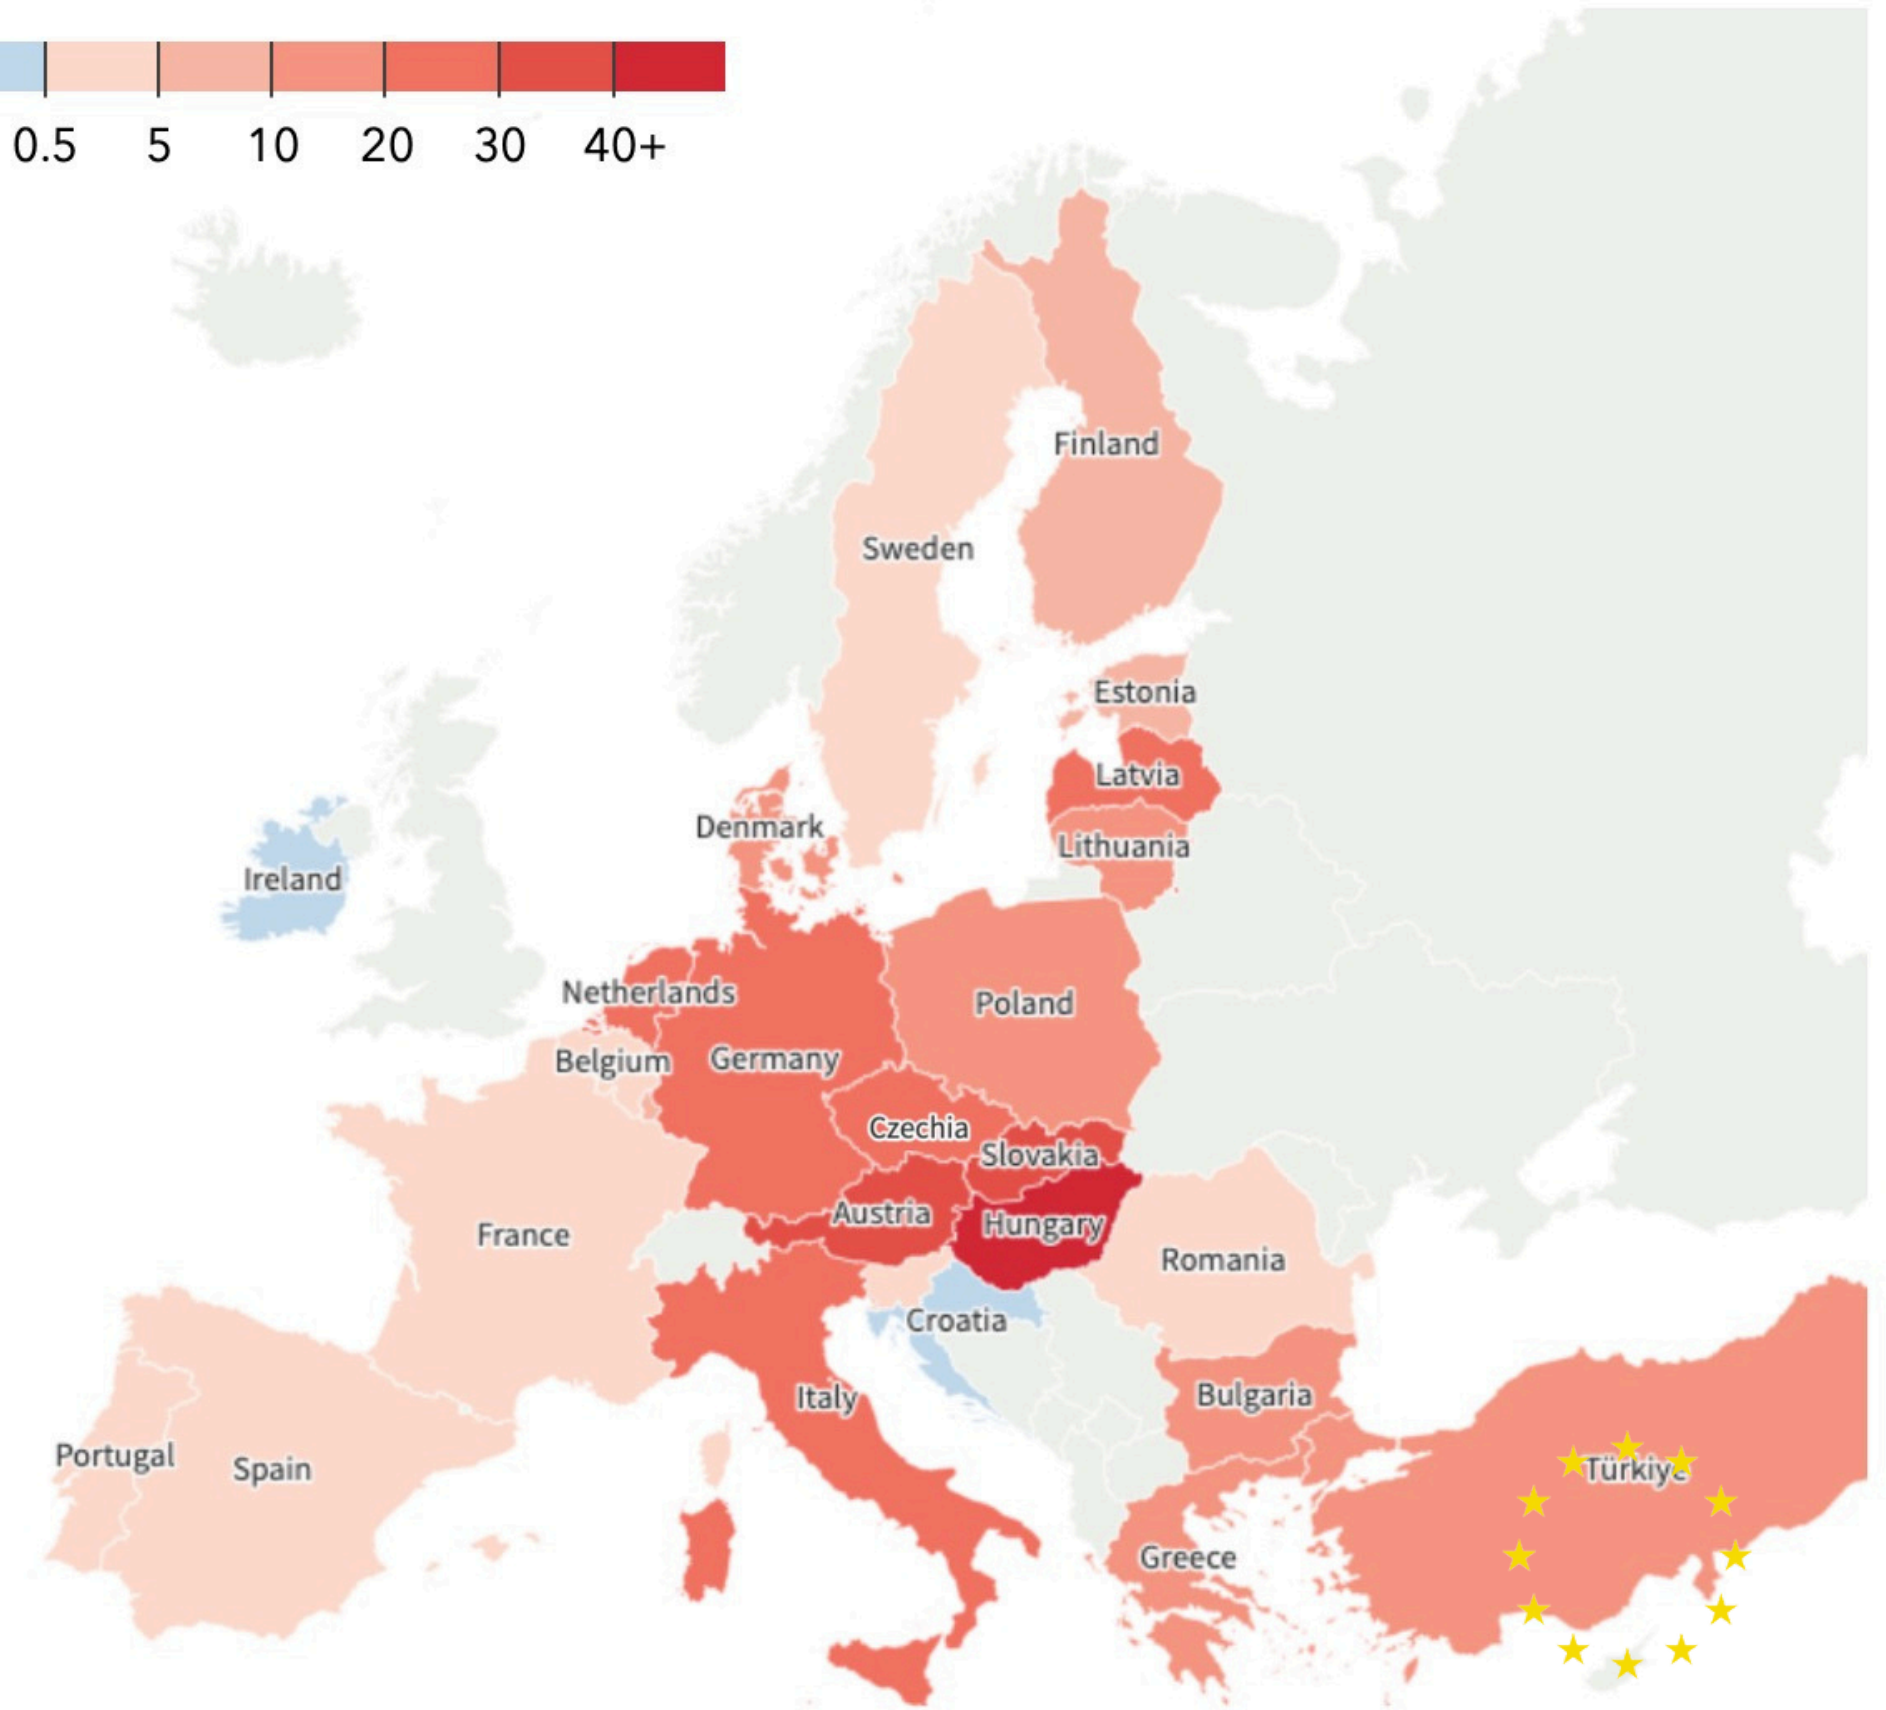 0.5 5 10 20 30 40+
Finland
Sweden
Estonia
Latvia
Denmark
Lithuania
Ireland
Netherlands
Poland
Belgium
Germany
Czechia
Slovakia
Austria
Hungary
France
Romania
Croatia
Italy
Bulgaria
Portugal
Spain
Türkiye
Greece